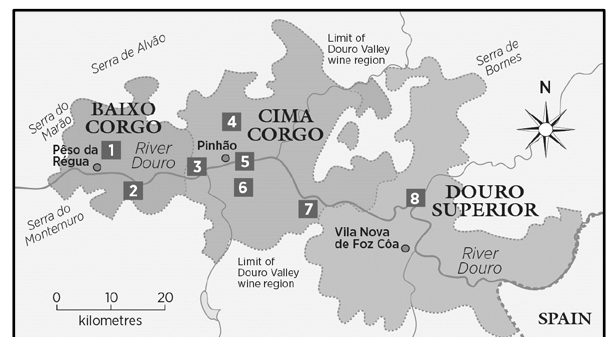 Serra de Alvão
Limit of
Douro Valley
wine region
Serra de
Bornes
N
Serra do
Marão
BAIXO
CORGO
4
CIMA
CORGO
Pêso da
Régua
1
River
Douro
Pinhão
3
5
2
6
7
8
DOURO
SUPERIOR
Serra do
Montemuro
Vila Nova
de Foz Côa
Limit of
Douro Valley
wine region
River
Douro
0 10 20
kilometres
SPAIN